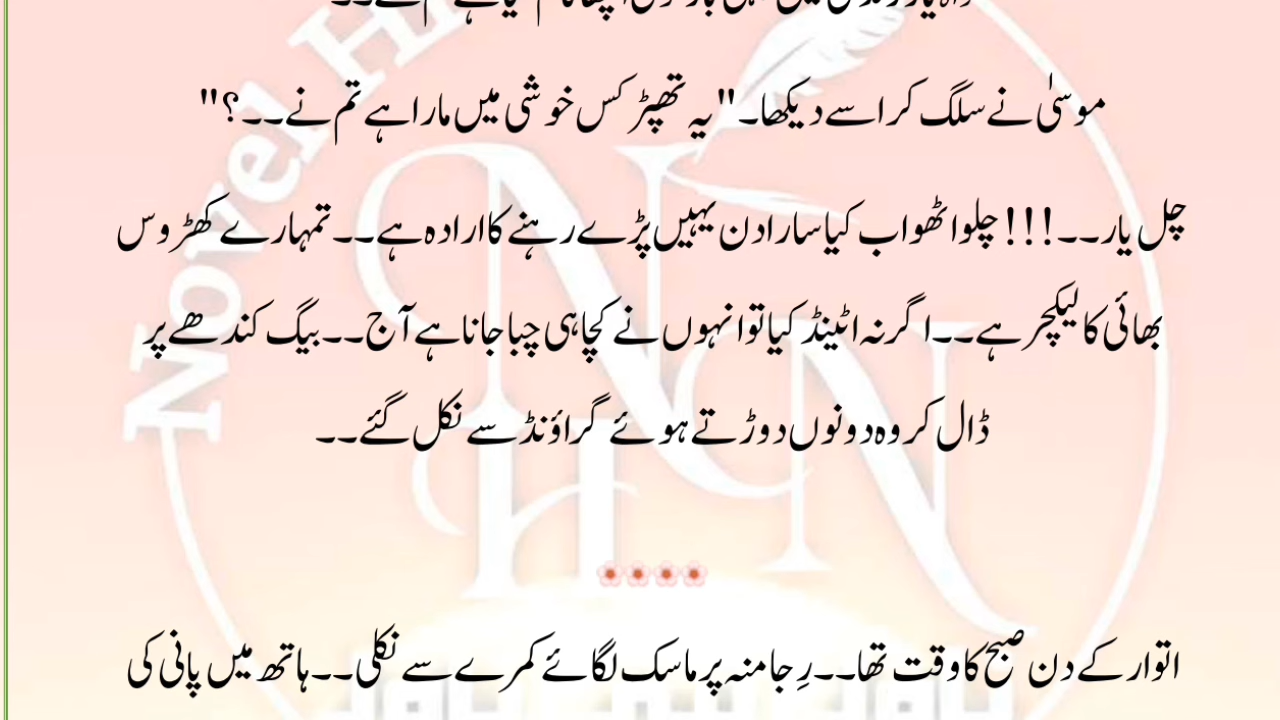 موسیٰ نے سلگ کر اسے دیکھا۔"یہ تھپڑ کس خوشی میں مارا ہے تم نے۔۔؟"
چل یار۔۔!!! چلو اٹھو اب کیا سارا دن یہیں پڑے رہنے کا ارادہ ہے۔۔تمہارے کھڑوس
بھائی کا لیکچر ہے۔۔اگر نہ اٹینڈ کیا تو انہوں نے کچا ہی چبا جانا ہے آج۔۔بیگ کندھے پر
ڈال کر وہ دونوں دوڑتے ہوئے گراؤنڈ سے نکل گئے۔۔
اتوار کے دن صبح کا وقت تھا۔۔رِجا منہ پر ماسک لگائے کمرے سے نکلی۔۔ہاتھ میں پانی کی
Novel